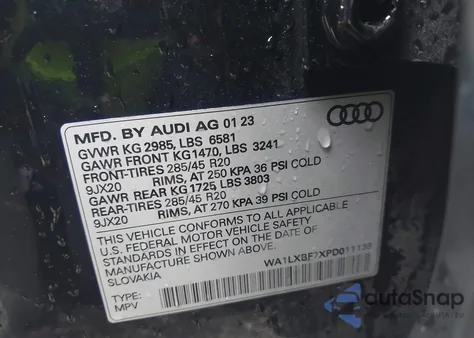 MFD. BY AUDI AG 01 23
GVWR KG 2985, LBS 6581
GAWR FRONT KG1470, LBS 3241
FRONT-TIRES 285/45 R20
9JX20 RIMS, AT 250 KPA 36 PSI COLD
GAWR REAR KG 1725 LBS 3803
REAR-TIRES 285/45 R20
9JX20 RIMS, AT 270 KPA 39 PSI COLD
THIS VEHICLE CONFORMS TO ALL APPLICABLE
U.S. FEDERAL MOTOR VEHICLE SAFETY
STANDARDS IN EFFECT ON THE DATE OF
MANUFACTURE SHOWN ABOVE.
SLOVAKIA WA1LXBF7XPD011139
TYPE:
MPV
autoSnap